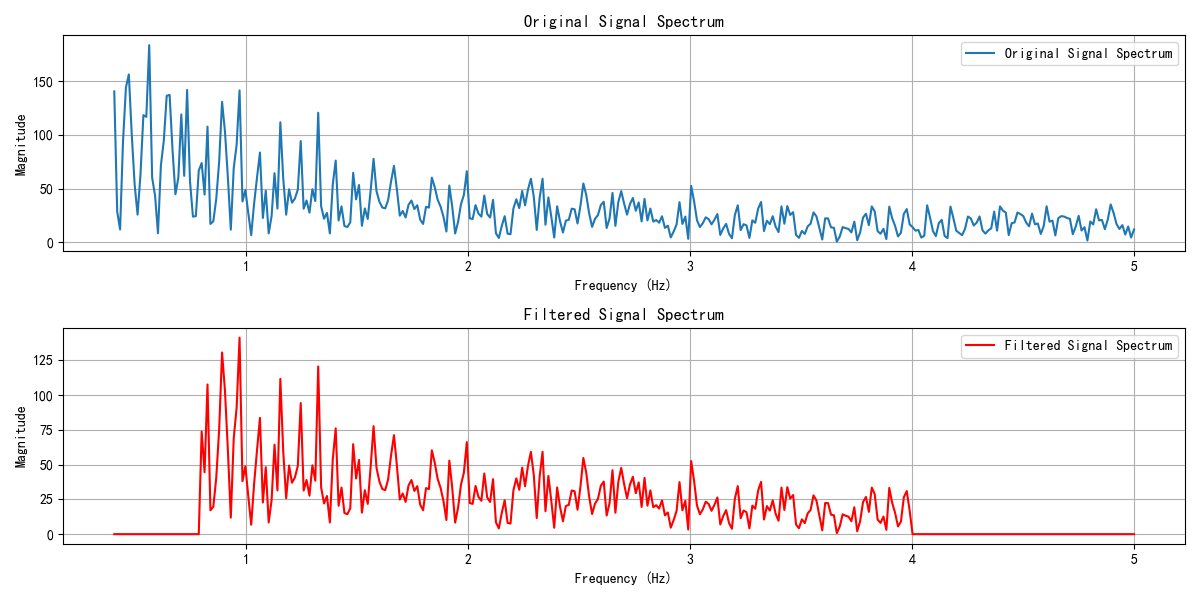 Original Signal Spectrum
Original Signal Spectrum
Magnitude
150
100
50
0
1 2 3 4 5
Frequency (Hz)
Filtered Signal Spectrum
Filtered Signal Spectrum
Magnitude
125
100
75
50
25
0
1 2 3 4 5
Frequency (Hz)